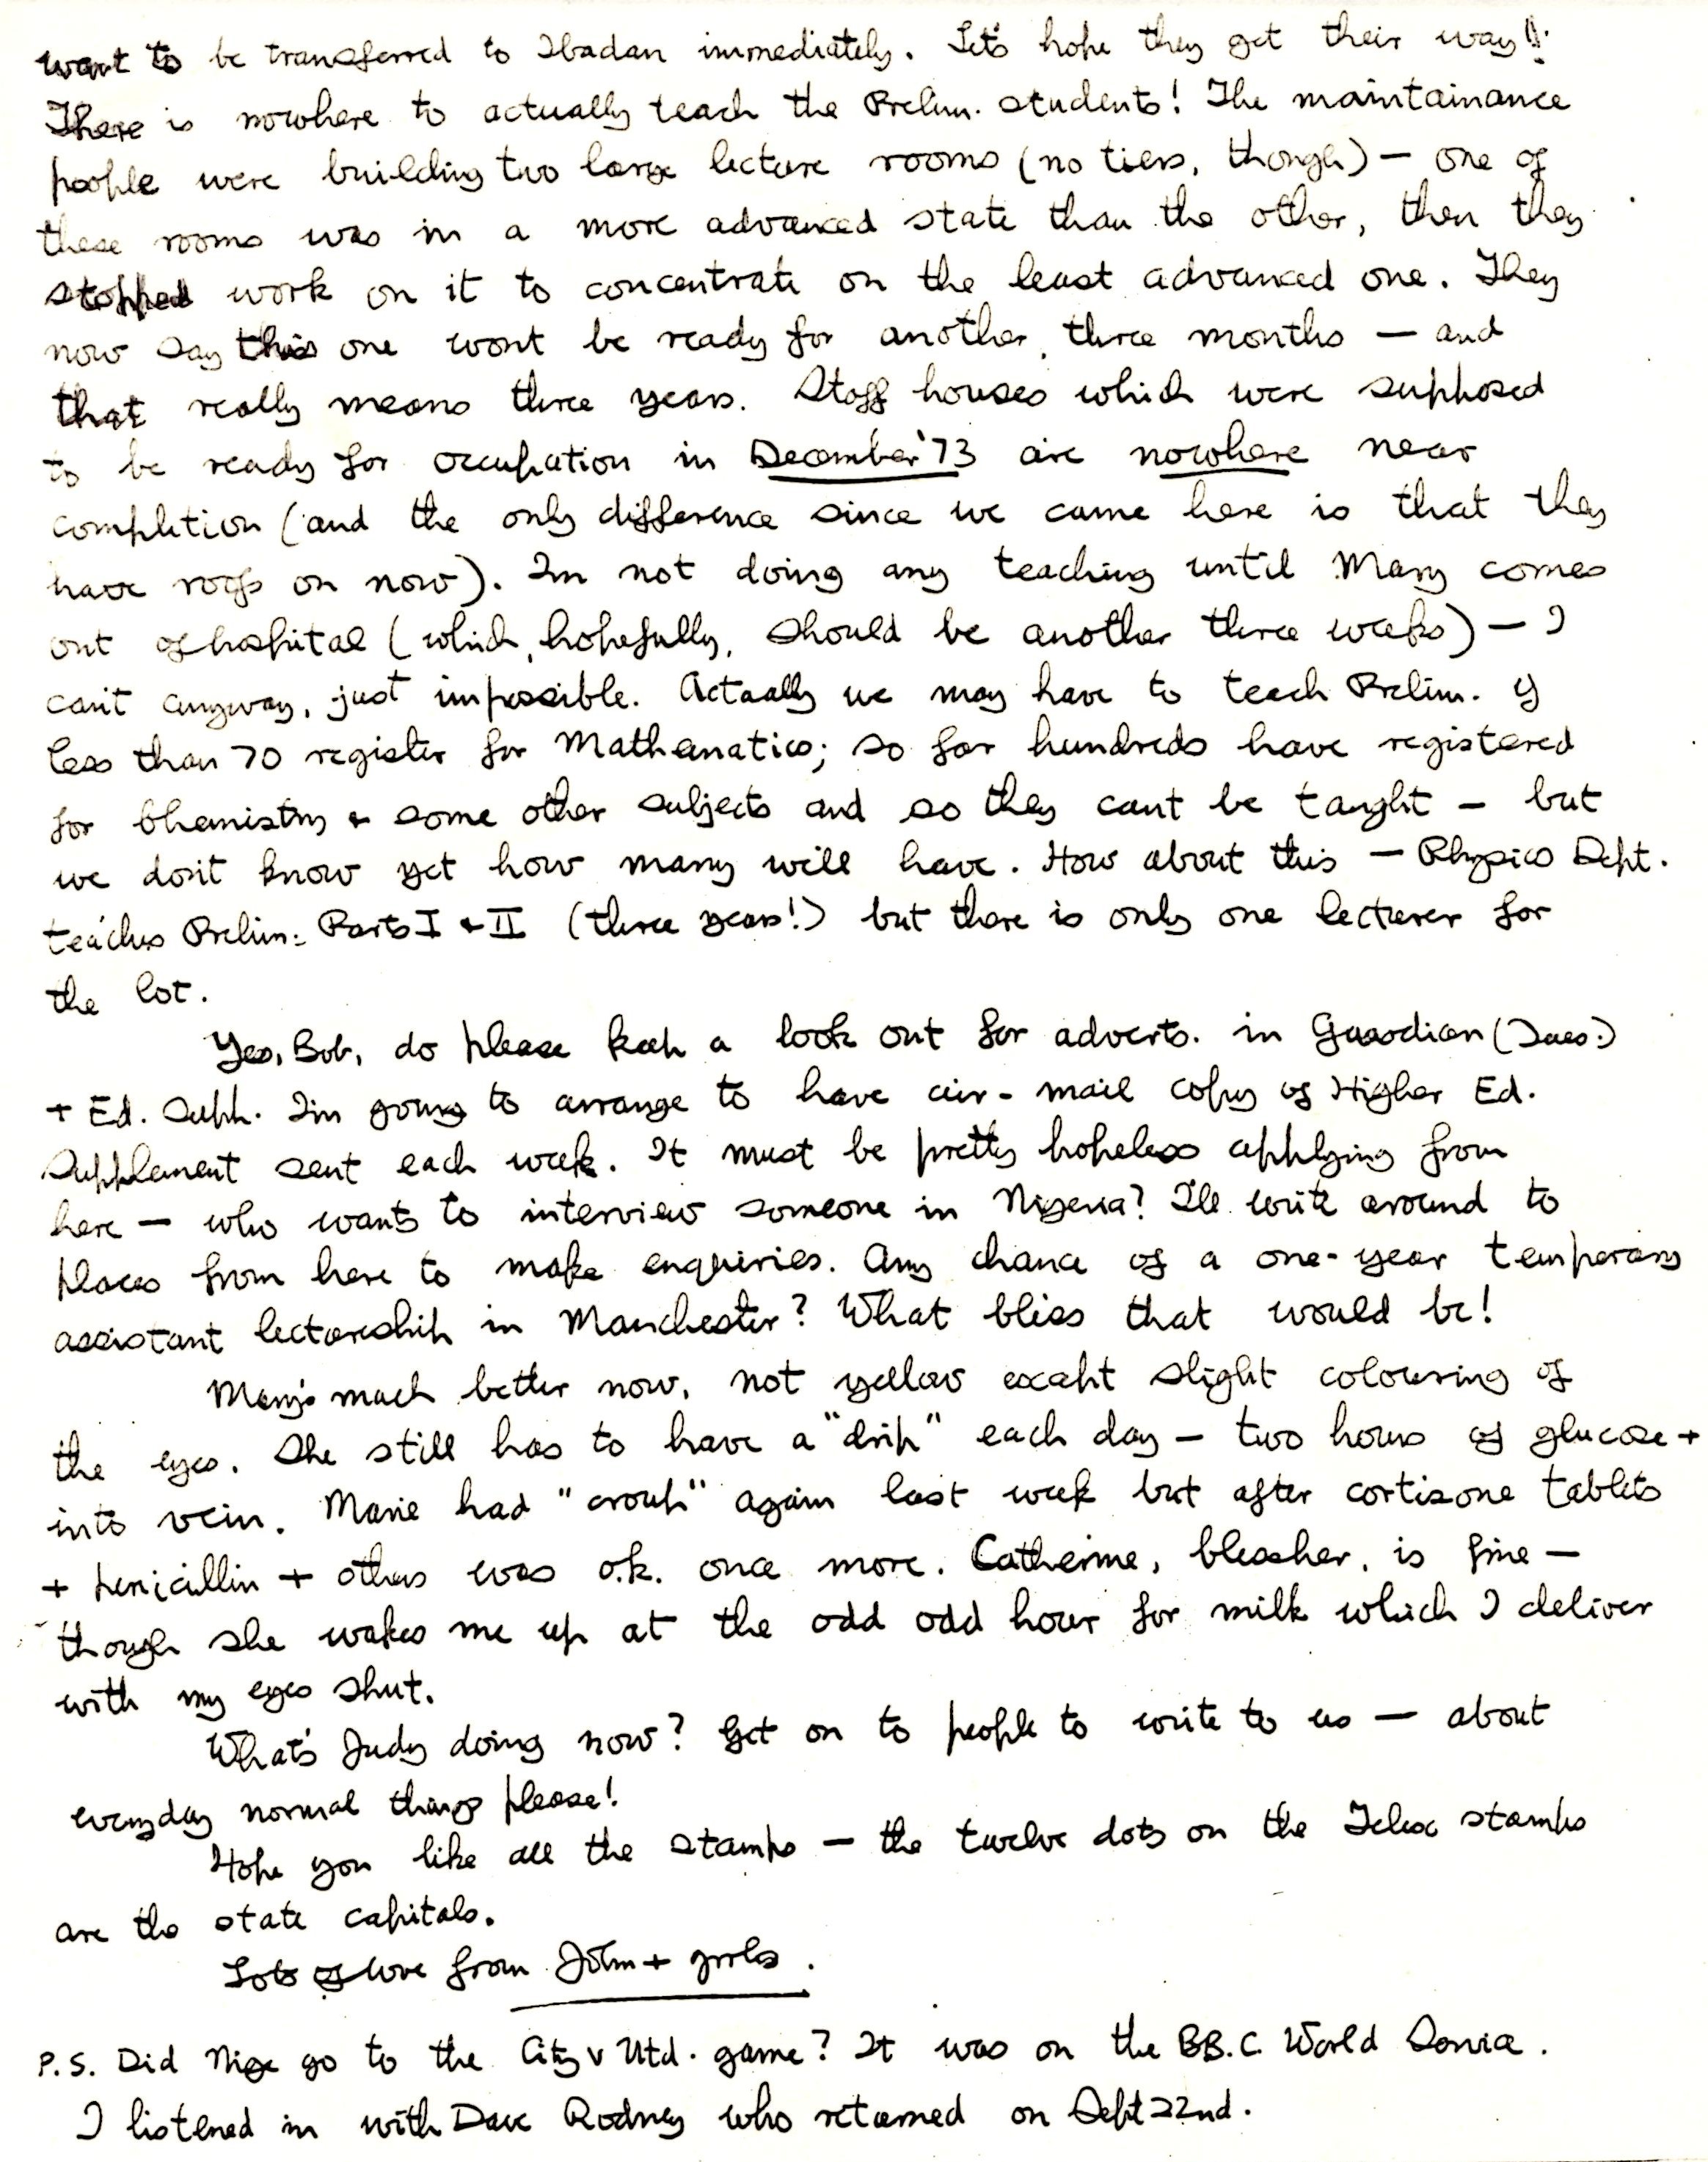 want to be transferred to Ibadan immediately. Let's hope they get their way!!
There is nowhere to actually teach the Prelim. students! The maintainance
people were building two large lecture rooms (no tiers, though) — one of
these rooms was in a more advanced state than the other, then they
stopped work on it to concentrate on the least advanced one. They
now say this one wont be ready for another three months — and
that really means three years. Staff houses which were supposed
to be ready for occupation in December '73 are nowhere near
completion (and the only difference since we came here is that they
have roofs on now). I'm not doing any teaching until Mary comes
out of hospital (which, hopefully, should be another three weeks) — I
can't anyway, just impossible. Actually we may have to teach Prelim. if
less than 70 register for Mathematics; so far hundreds have registered
for Chemistry + some other subjects and so they cant be taught — but
we don't know yet how many will have. How about this — Physics Dept.
teaches Prelim: Parts I + II (three years!) but there is only one lecturer for
the lot.
Yes, Bob, do please keep a look out for adverts. in Guardian (Tues.)
+ Ed. Supp. I'm going to arrange to have air-mail copy of Higher Ed.
Supplement sent each week. It must be pretty hopeless applying from
here — who wants to interview someone in Nigeria? I'll write around to
places from here to make enquiries. Any chance of a one-year temporary
assistant lectureship in Manchester? What bliss that would be!
Mary's much better now, not yellow except slight colouring of
the eyes. She still has to have a "drip" each day — two hours of glucose +
into vein. Marie had "croup" again last week but after cortizone tablets
+ penicillin + others was o.k. once more. Catherine, bless her, is fine —
though she wakes me up at the odd odd hour for milk which I deliver
with my eyes shut.
What's Judy doing now? Get on to people to write to us — about
everyday normal things please!
Hope you like all the stamps — the twelve dots on the Telex stamps
are the state capitals.
Lots of love from John + girls.
P.S. Did Nige go to the City v Utd. game? It was on the BB.C. World Service.
I listened in with Dave Rodney who returned on Sept 22nd.